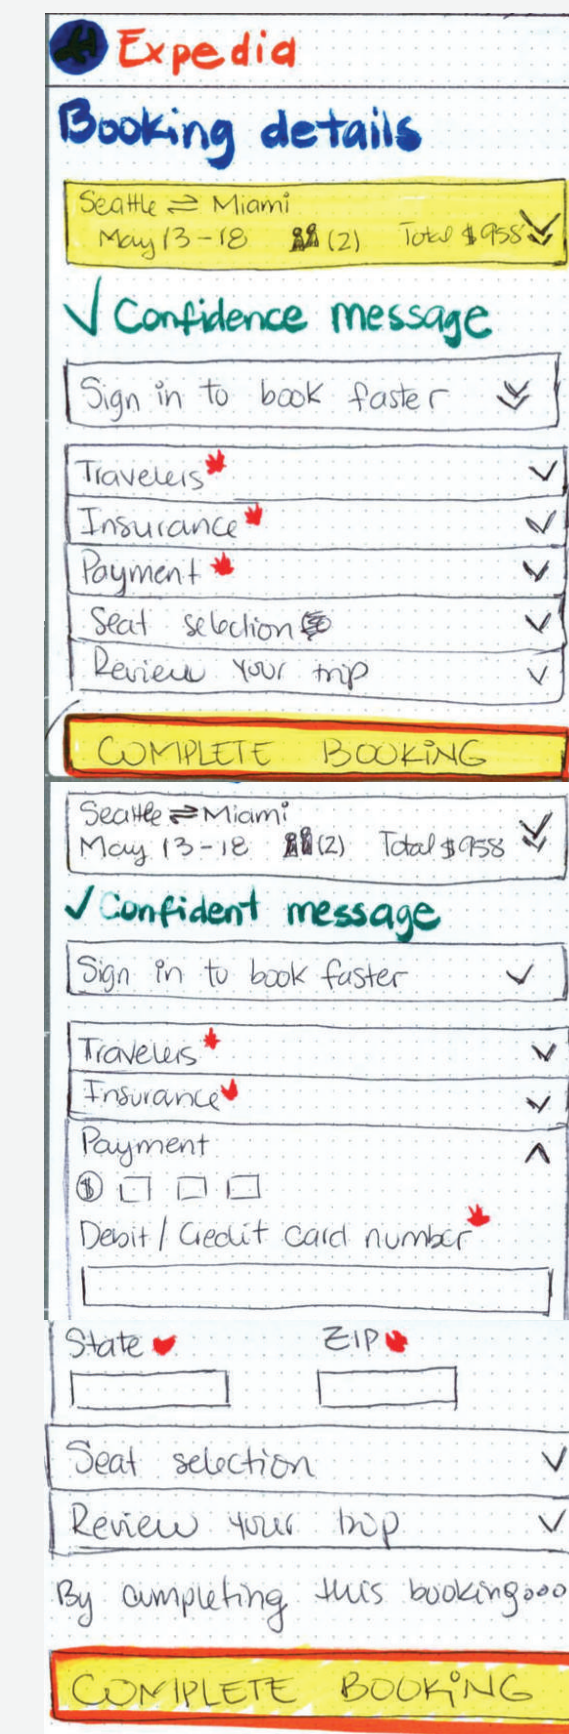 Expedia
Booking details
Seattle ⇌ Miami
May 13-18 (2) Total $958
✓ Confidence message
Sign in to book faster
Travelers*
Insurance*
Payment*
Seat selection
Review your trip
COMPLETE BOOKING
Seattle ⇌ Miami
May 13-18 (2) Total $958
✓ Confident message
Sign in to book faster
Travelers*
Insurance*
Payment
$
Debit / Credit card number*
State* ZIP*
Seat selection
Review your trip
By completing this booking...
COMPLETE BOOKING